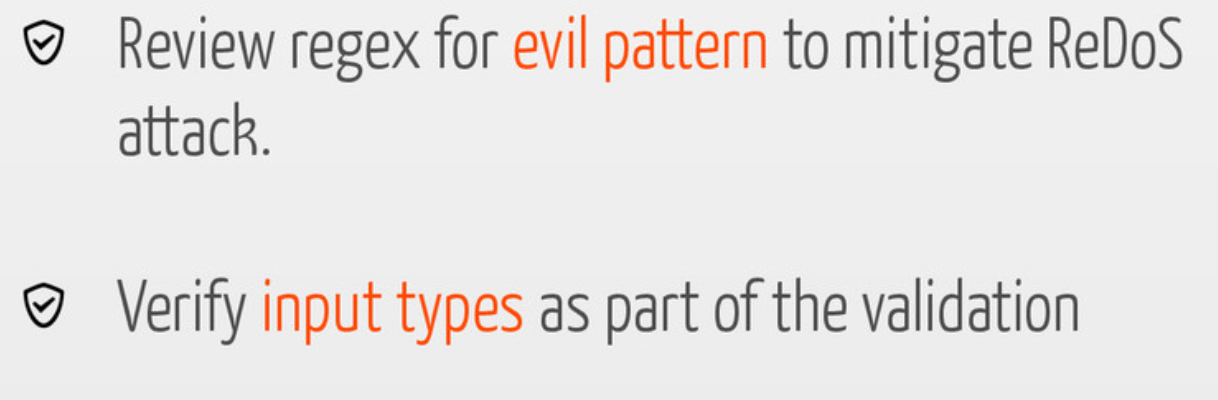 Review regex for evil pattern to mitigate ReDoS
attack.
Verify input types as part of the validation